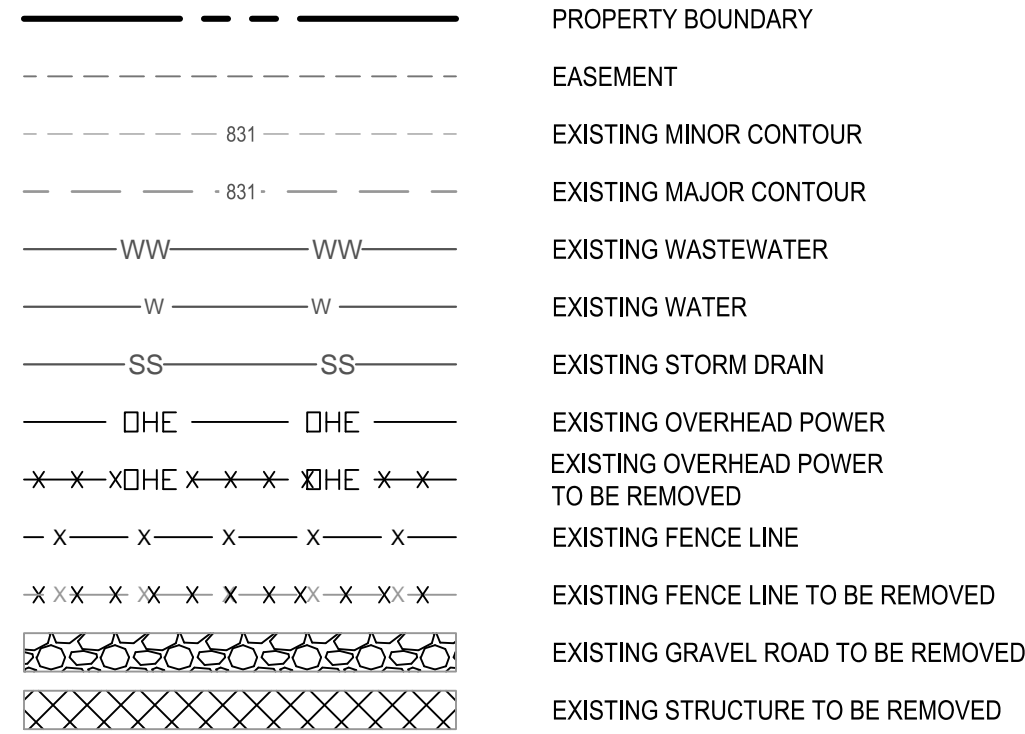 PROPERTY BOUNDARY
EASEMENT
831 EXISTING MINOR CONTOUR
831 EXISTING MAJOR CONTOUR
WW WW EXISTING WASTEWATER
W W EXISTING WATER
SS SS EXISTING STORM DRAIN
OHE OHE EXISTING OVERHEAD POWER
X X XOHE X X X XOHE X X EXISTING OVERHEAD POWER
TO BE REMOVED
X X X X X EXISTING FENCE LINE
X X X X X X X X X X X X X X X EXISTING FENCE LINE TO BE REMOVED
EXISTING GRAVEL ROAD TO BE REMOVED
EXISTING STRUCTURE TO BE REMOVED